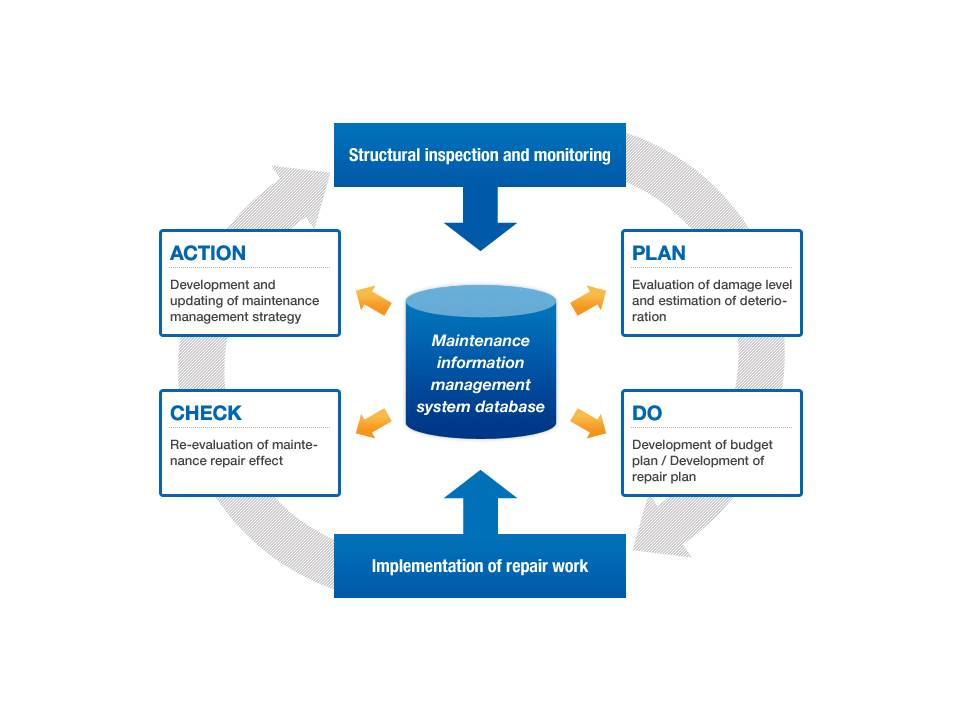 Structural inspection and monitoring
ACTION
Development and
updating of maintenance
management strategy
PLAN
Evaluation of damage level
and estimation of deterio-
ration
Maintenance
information
management
system database
CHECK
Re-evaluation of mainte-
nance repair effect
DO
Development of budget
plan / Development of
repair plan
Implementation of repair work